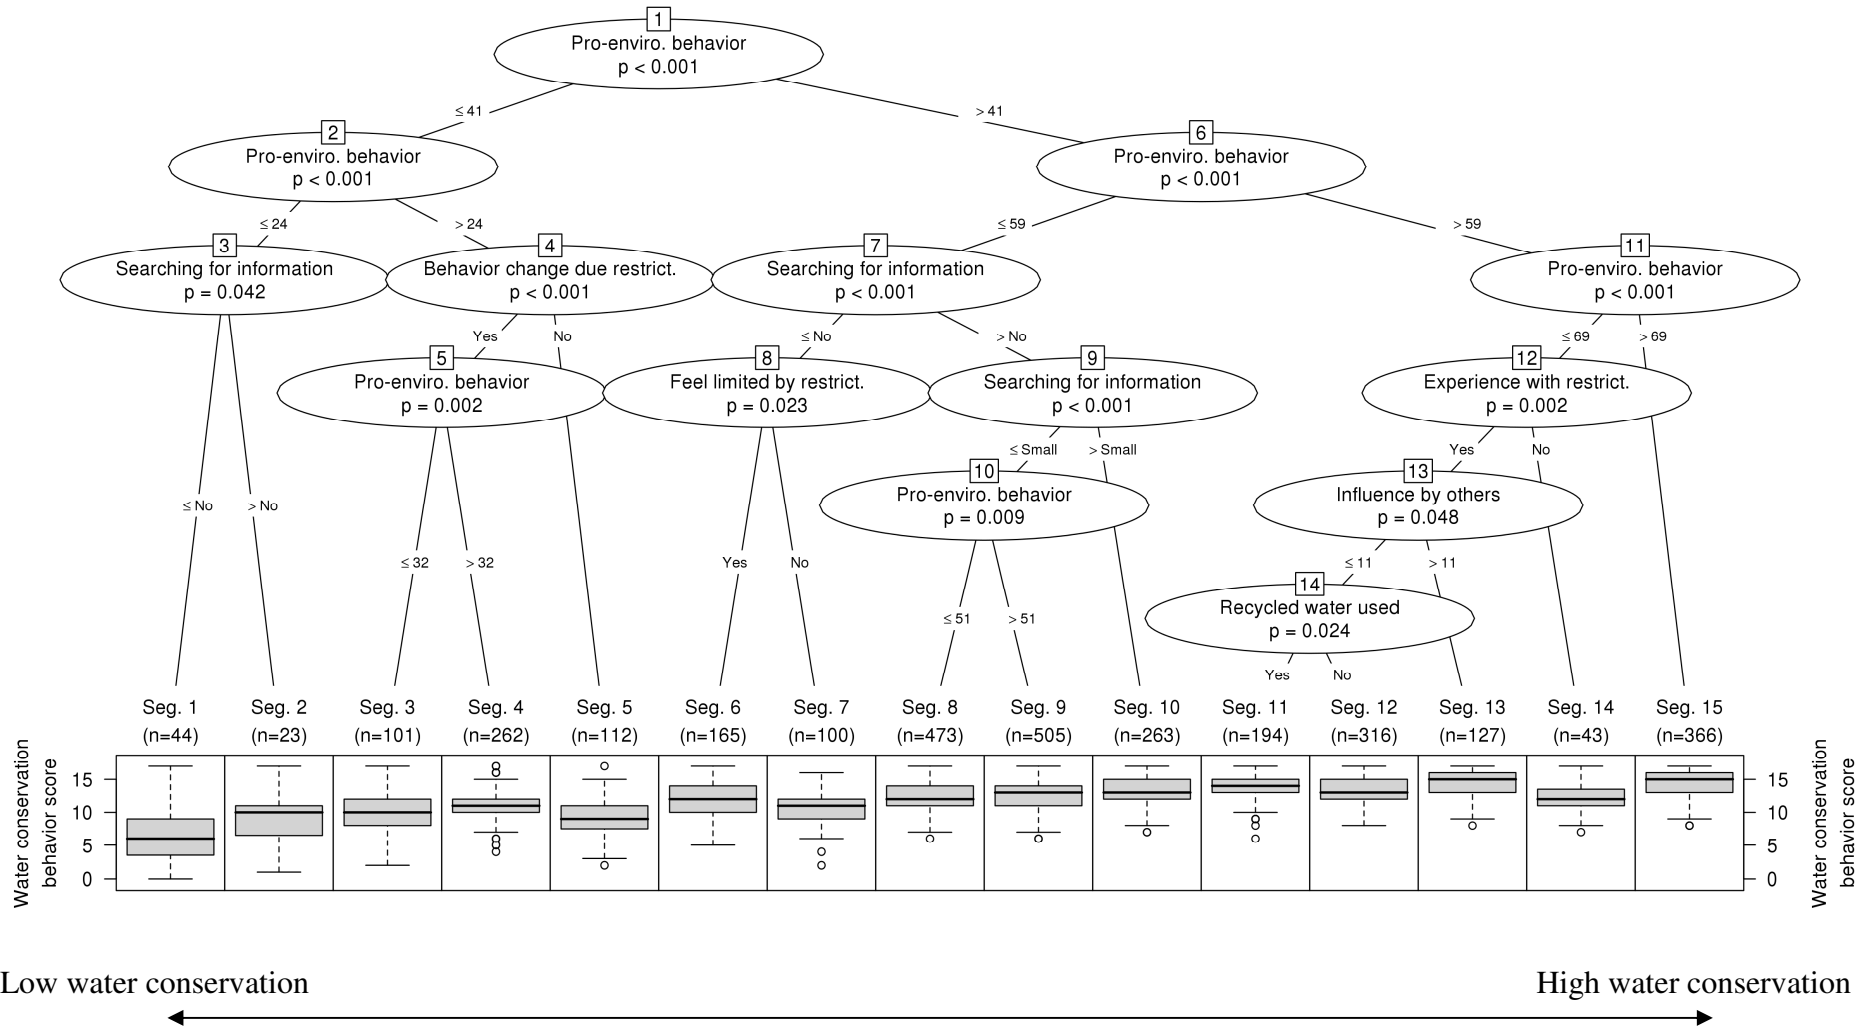 1
Pro-enviro. behavior
p < 0.001
≤ 41
> 41
2
Pro-enviro. behavior
p < 0.001
6
Pro-enviro. behavior
p < 0.001
≤ 24
> 24
≤ 59
> 59
3
Searching for information
p = 0.042
4
Behavior change due restrict.
p < 0.001
7
Searching for information
p < 0.001
11
Pro-enviro. behavior
p < 0.001
Yes
No
≤ No
> No
≤ 69
> 69
5
Pro-enviro. behavior
p = 0.002
8
Feel limited by restrict.
p = 0.023
9
Searching for information
p < 0.001
12
Experience with restrict.
p = 0.002
≤ Small
> Small
Yes
No
10
Pro-enviro. behavior
p = 0.009
13
Influence by others
p = 0.048
≤ No
> No
≤ 32
> 32
Yes
No
≤ 11
> 11
14
Recycled water used
p = 0.024
≤ 51
> 51
Yes
No
Seg. 1
(n=44)
Seg. 2
(n=23)
Seg. 3
(n=101)
Seg. 4
(n=262)
Seg. 5
(n=112)
Seg. 6
(n=165)
Seg. 7
(n=100)
Seg. 8
(n=473)
Seg. 9
(n=505)
Seg. 10
(n=263)
Seg. 11
(n=194)
Seg. 12
(n=316)
Seg. 13
(n=127)
Seg. 14
(n=43)
Seg. 15
(n=366)
Water conservation
behavior score
15
10
5
0
15
10
5
0
Water conservation
behavior score
Low water conservation
High water conservation